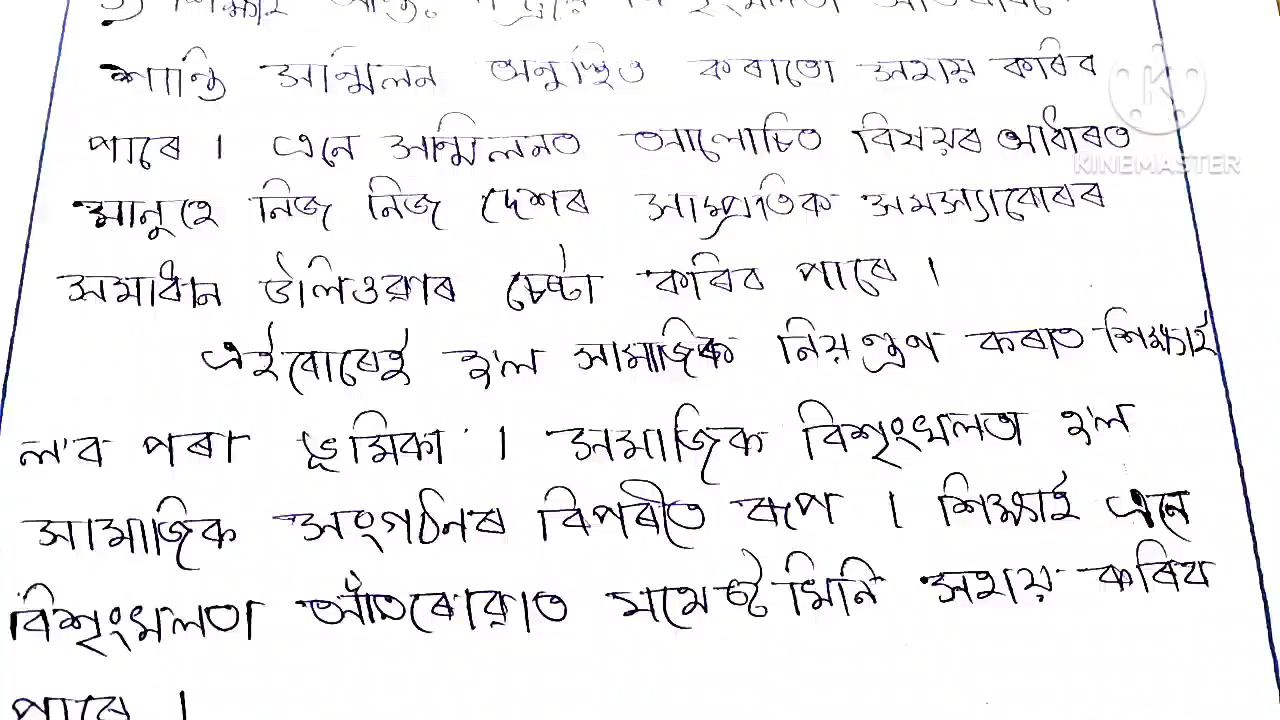 শিক্ষাই
শান্তি সন্মিলন অনুষ্ঠিত কৰাতো সহায় কৰিব
পাৰে । এনে সন্মিলনত আলোচিত বিষয়ৰ আধাৰত
মানুহে নিজ নিজ দেশৰ সাম্প্ৰতিক সমস্যাবোৰৰ
সমাধান উলিওৱাৰ চেষ্টা কৰিব পাৰে ।
এইবোৰেই হ'ল সামাজিক নিয়ন্ত্ৰণ কৰাত শিক্ষাই
ল'ব পৰা ভূমিকা । সমাজিক বিশৃংখলতা হ'ল
সামাজিক সংগঠনৰ বিপৰীত ৰূপ । শিক্ষাই এনে
বিশৃংখলতা আঁতৰোৱাত যথেষ্টখিনি সহায় কৰিব
পাৰে ।
KINEMASTER